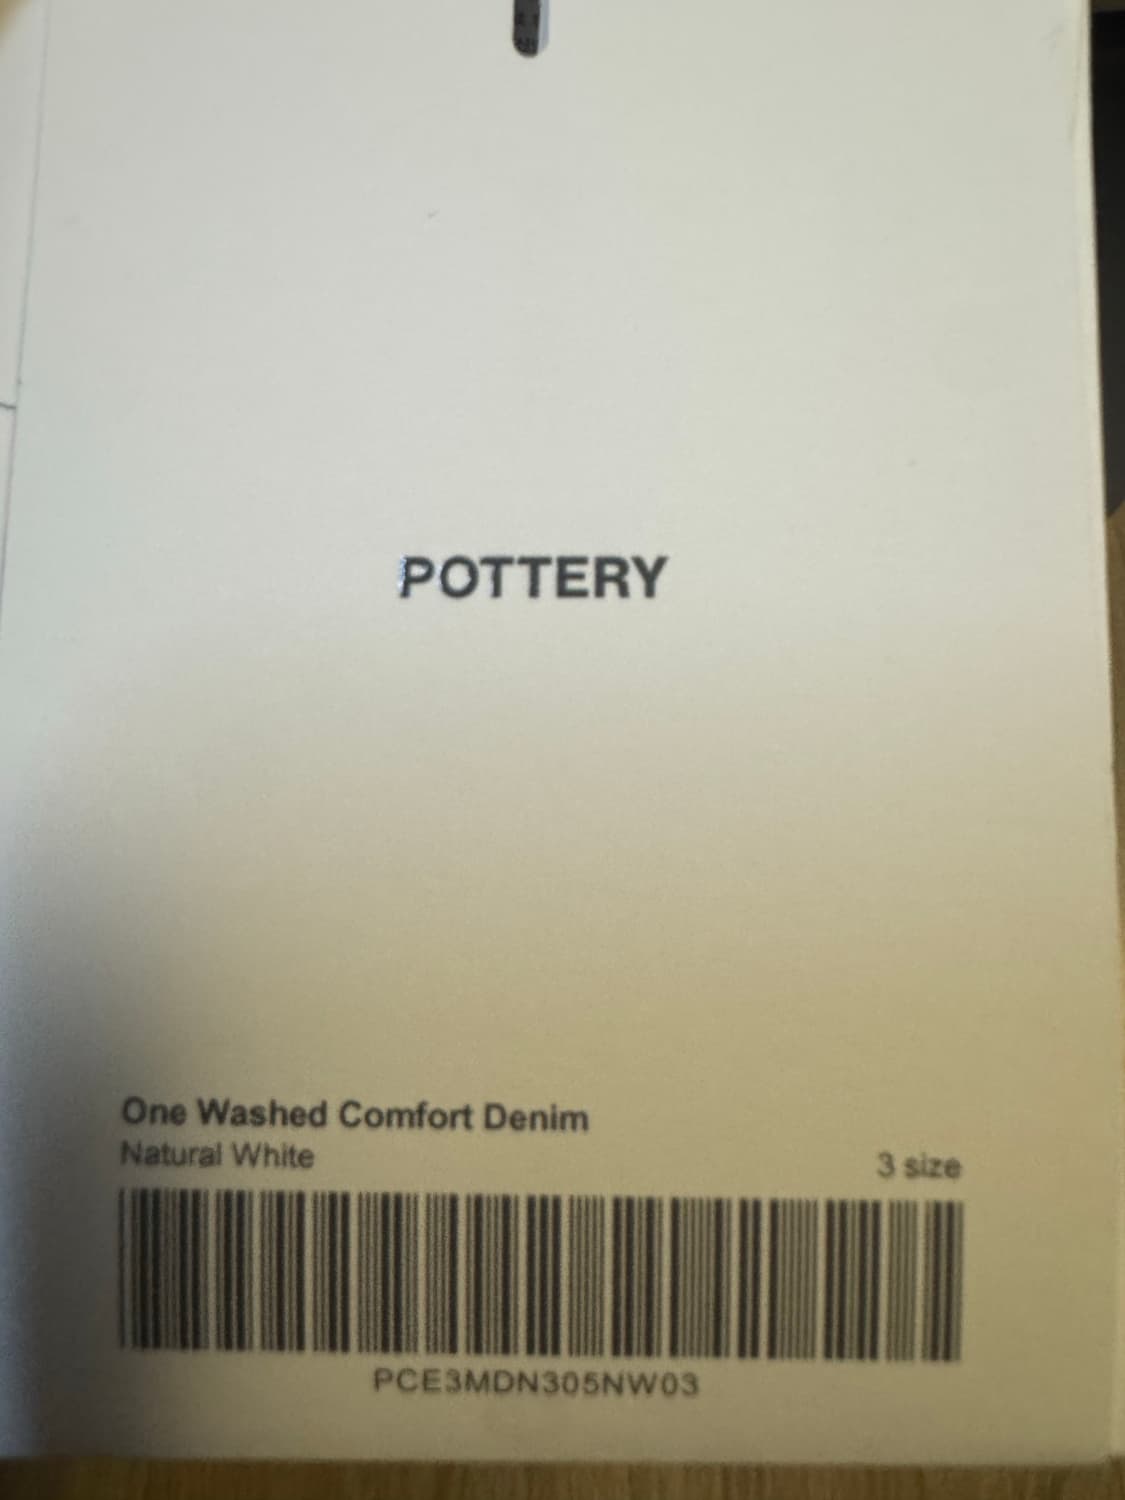 POTTERY
One Washed Comfort Denim
Natural White
3 size
PCE3MDN305NW03